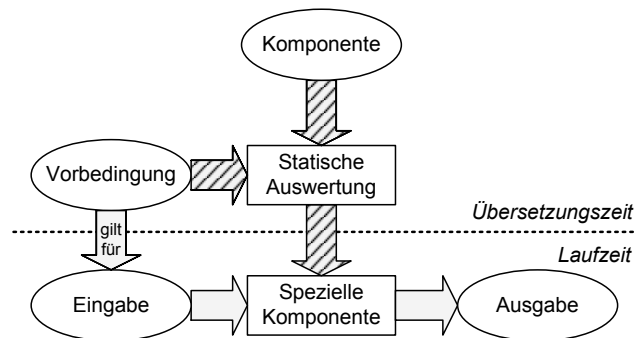 Komponente
Vorbedingung
Statische
Auswertung
Übersetzungszeit
gilt
für
Laufzeit
Eingabe
Spezielle
Komponente
Ausgabe